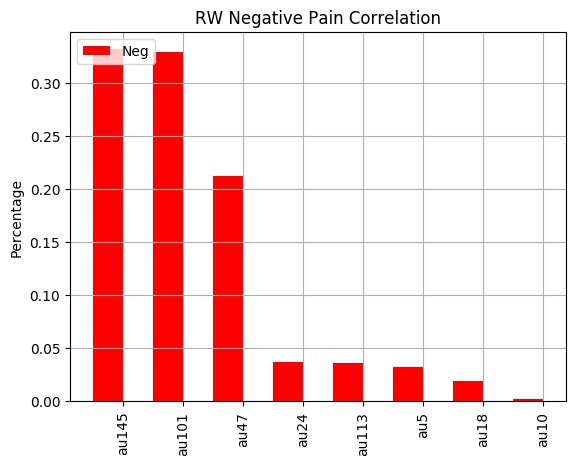 RW Negative Pain Correlation
Neg
Percentage
0.30
0.25
0.20
0.15
0.10
0.05
0.00
au145
au101
au47
au24
au113
au5
au18
au10